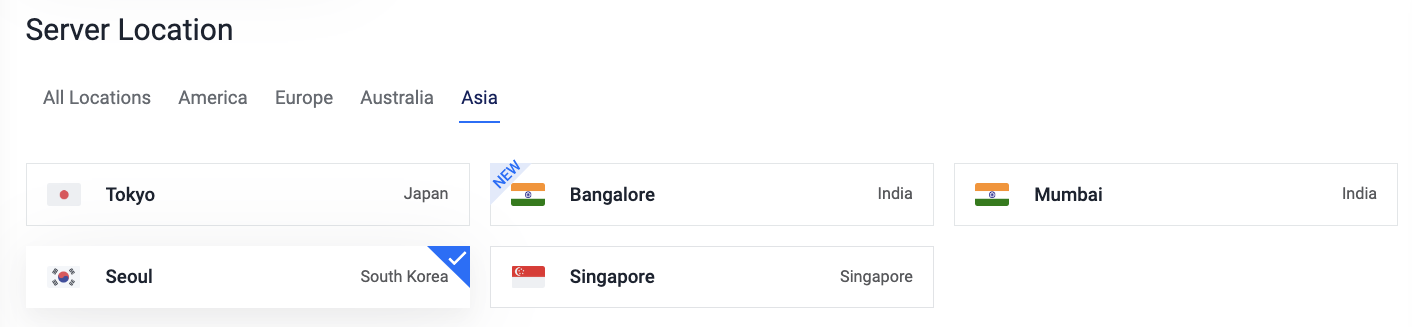 Server Location
All Locations America Europe Australia Asia
Tokyo Japan
NEW Bangalore India
Mumbai India
Seoul South Korea
Singapore Singapore